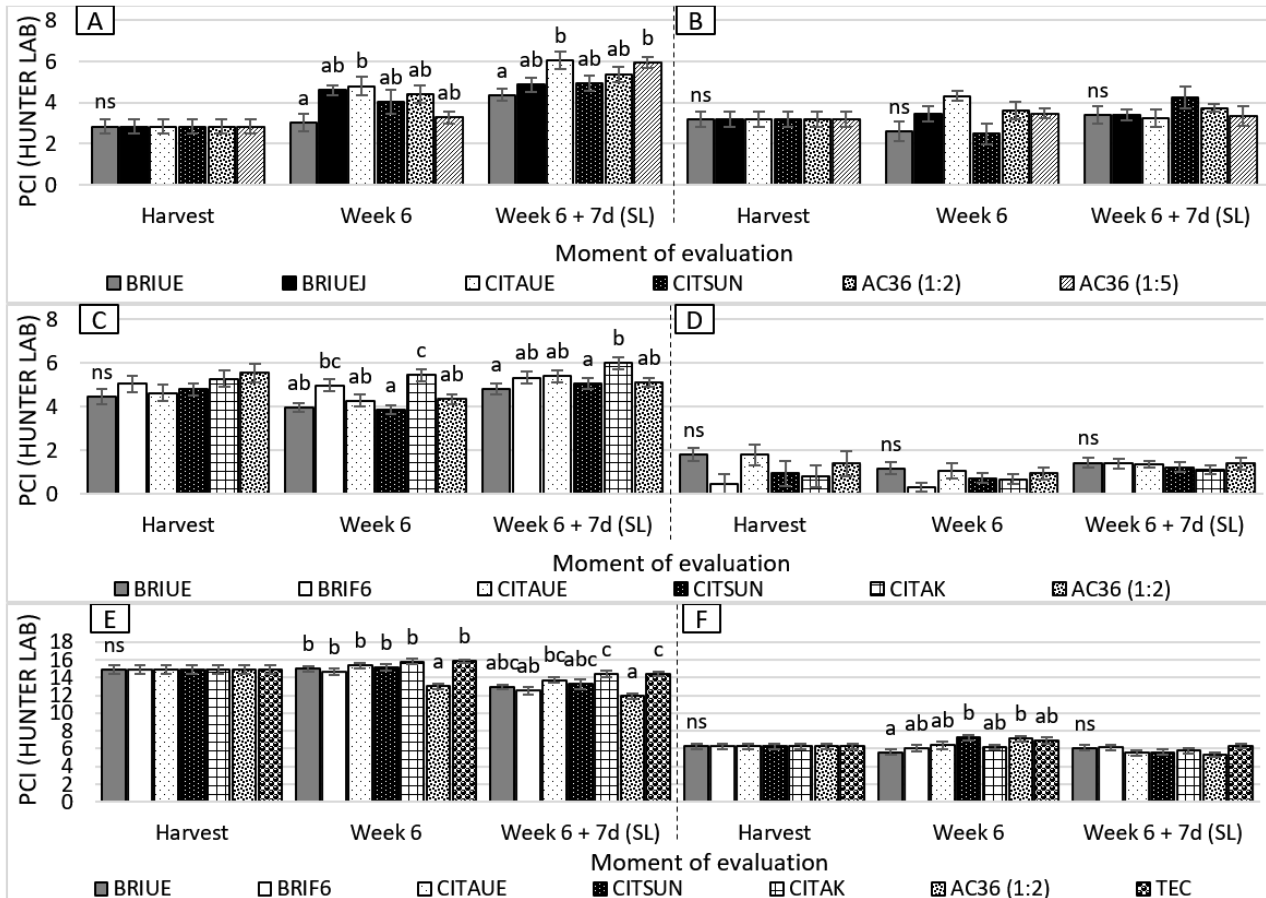 A
B
PCI (HUNTER LAB)
8
6
4
2
0
ns
a
ab
b
ab
ab
ab
a
ab
b
ab
ab
b
ns
ns
ns
Harvest
Week 6
Week 6 + 7d (SL)
Harvest
Week 6
Week 6 + 7d (SL)
Moment of evaluation
BRIUE
BRIUEJ
CITAUE
CITSUN
AC36 (1:2)
AC36 (1:5)
C
D
PCI (HUNTER LAB)
8
6
4
2
0
ns
ab
bc
ab
a
c
ab
a
ab
ab
a
b
ab
ns
ns
ns
Harvest
Week 6
Week 6 + 7d (SL)
Harvest
Week 6
Week 6 + 7d (SL)
Moment of evaluation
BRIUE
BRIF6
CITAUE
CITSUN
CITAK
AC36 (1:2)
E
F
PCI (HUNTER LAB)
18
16
14
12
10
8
6
4
2
0
ns
b
b
b
b
b
a
b
abc
ab
bc
abc
c
a
c
ns
a
ab
ab
b
ab
b
ab
ns
Harvest
Week 6
Week 6 + 7d (SL)
Harvest
Week 6
Week 6 + 7d (SL)
Moment of evaluation
BRIUE
BRIF6
CITAUE
CITSUN
CITAK
AC36 (1:2)
TEC